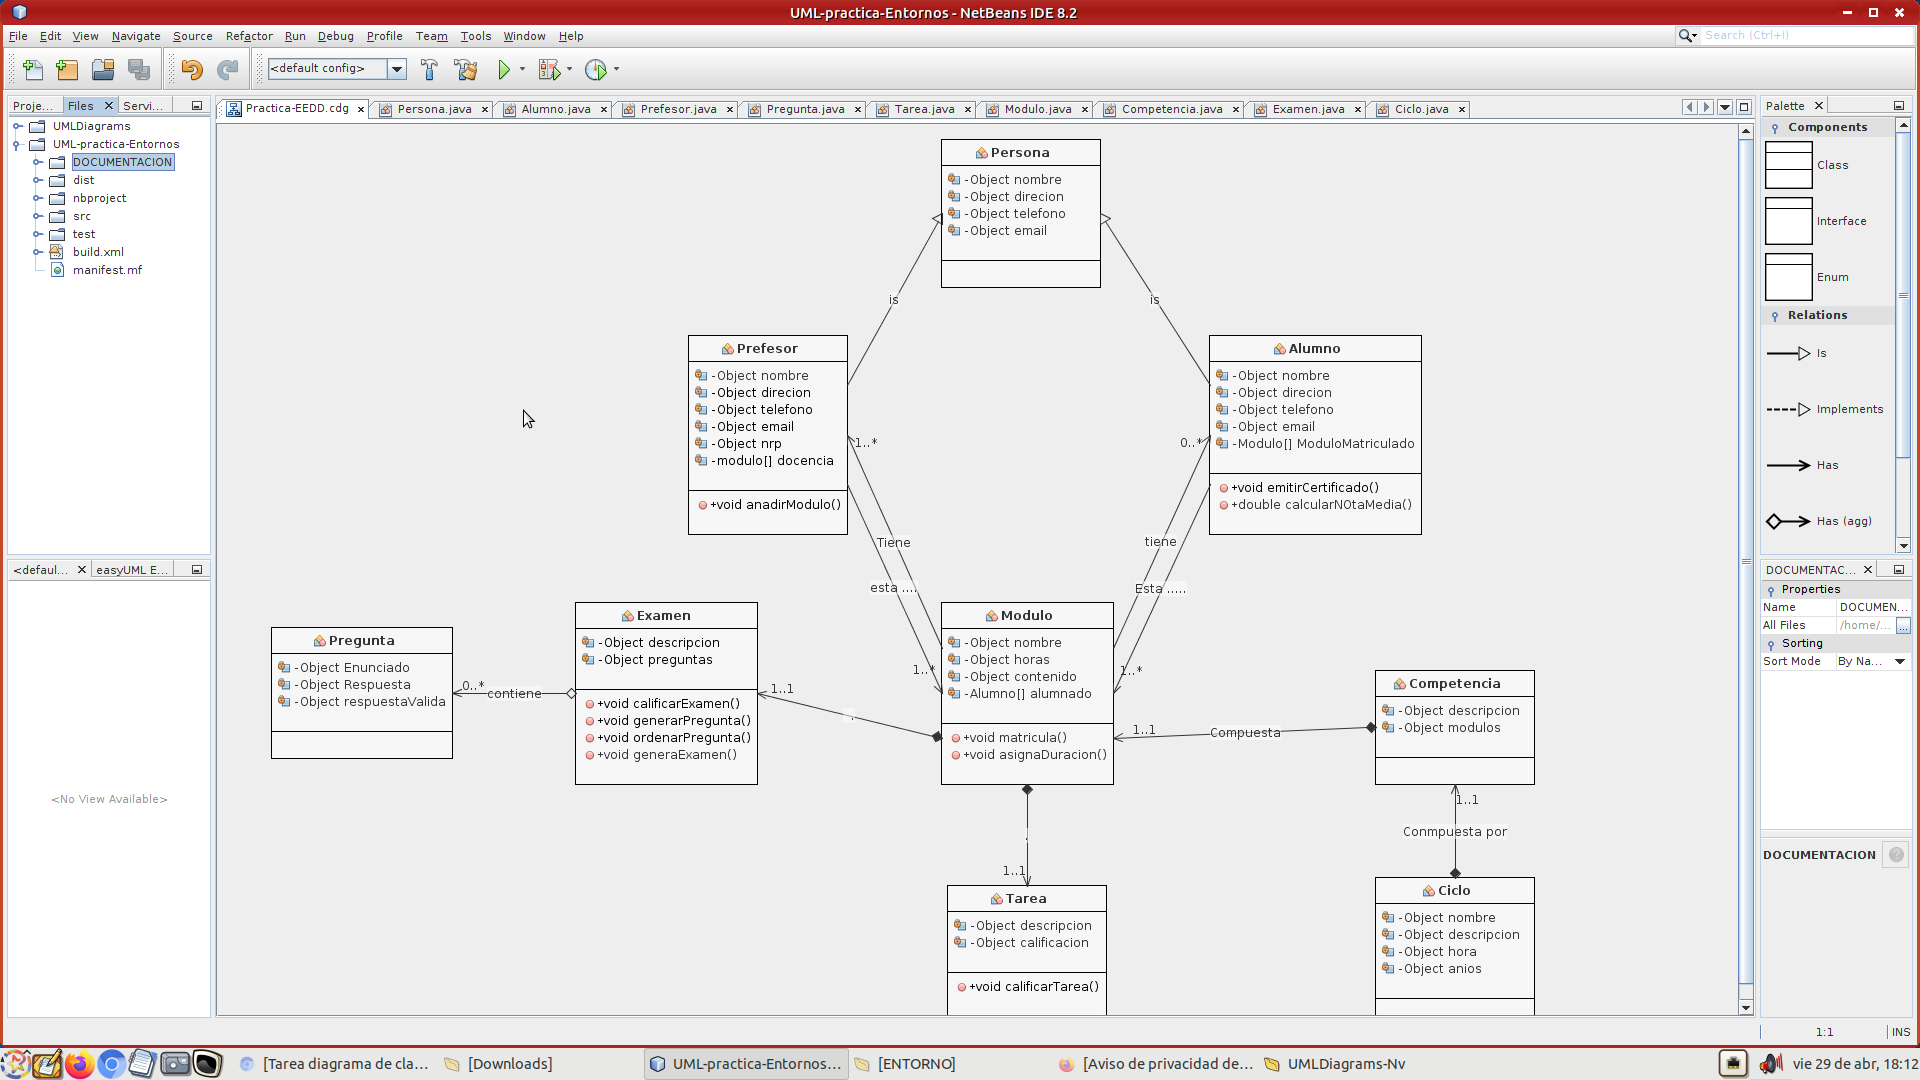 UML-practica-Entornos - NetBeans IDE 8.2
File Edit View Navigate Source Refactor Run Debug Profile Team Tools Window Help
Search (Ctrl+I)
<default config>
Proje... Files Servi...
Practica-EEDD.cdg Persona.java Alumno.java Prefesor.java Pregunta.java Tarea.java Modulo.java Competencia.java Examen.java Ciclo.java
Palette
UMLDiagrams
UML-practica-Entornos
DOCUMENTACION
dist
nbproject
src
test
build.xml
manifest.mf
<defaul... easyUML E...
<No View Available>
Persona
-Object nombre
-Object direcion
-Object telefono
-Object email
is
is
Prefesor
-Object nombre
-Object direcion
-Object telefono
-Object email
-Object nrp
-modulo[] docencia
+void anadirModulo()
Alumno
-Object nombre
-Object direcion
-Object telefono
-Object email
-Modulo[] ModuloMatriculado
+void emitirCertificado()
+double calcularNOtaMedia()
1..*
0..*
Tiene
tiene
esta ....
Esta .....
1..*
1..*
Pregunta
-Object Enunciado
-Object Respuesta
-Object respuestaValida
0..*
contiene
Examen
-Object descripcion
-Object preguntas
+void calificarExamen()
+void generarPregunta()
+void ordenarPregunta()
+void generaExamen()
1..1
.
Modulo
-Object nombre
-Object horas
-Object contenido
-Alumno[] alumnado
+void matricula()
+void asignaDuracion()
1..1
Compuesta
Competencia
-Object descripcion
-Object modulos
1..1
Conmpuesta por
1..1
Tarea
-Object descripcion
-Object calificacion
+void calificarTarea()
Ciclo
-Object nombre
-Object descripcion
-Object hora
-Object anios
Components
Class
Interface
Enum
Relations
Is
Implements
Has
Has (agg)
DOCUMENTAC...
Properties
Name DOCUMEN...
All Files /home/... ...
Sorting
Sort Mode By Na...
DOCUMENTACION
?
1:1 INS
[Tarea diagrama de cla... [Downloads] UML-practica-Entornos... [ENTORNO] [Aviso de privacidad de... UMLDiagrams-Nv vie 29 de abr, 18:12